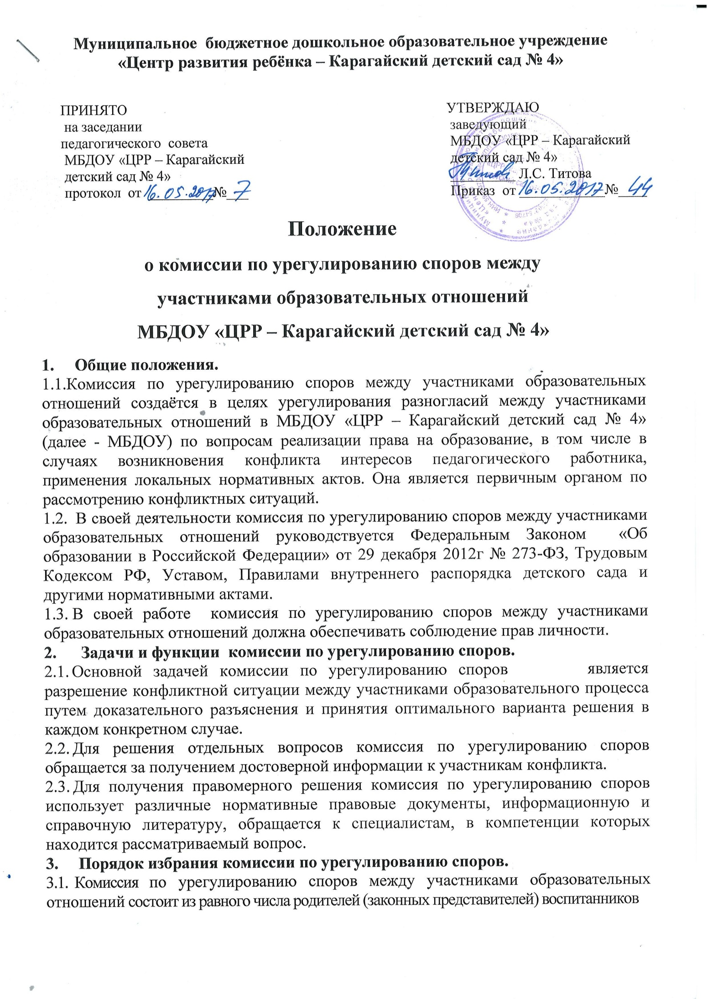 Муниципальное бюджетное дошкольное образовательное учреждение
«Центр развития ребёнка – Карагайский детский сад № 4»
ПРИНЯТО
на заседании
педагогического совета
МБДОУ «ЦРР – Карагайский
детский сад № 4»
протокол от 16.05.2017 № 7
УТВЕРЖДАЮ
заведующий
МБДОУ «ЦРР – Карагайский
детский сад № 4»
Л.С. Титова
Приказ от 16.05.2017 № 44
Положение
о комиссии по урегулированию споров между
участниками образовательных отношений
МБДОУ «ЦРР – Карагайский детский сад № 4»
1. Общие положения.
1.1.Комиссия по урегулированию споров между участниками образовательных
отношений создаётся в целях урегулирования разногласий между участниками
образовательных отношений в МБДОУ «ЦРР – Карагайский детский сад № 4»
(далее - МБДОУ) по вопросам реализации права на образование, в том числе в
случаях возникновения конфликта интересов педагогического работника,
применения локальных нормативных актов. Она является первичным органом по
рассмотрению конфликтных ситуаций.
1.2. В своей деятельности комиссия по урегулированию споров между участниками
образовательных отношений руководствуется Федеральным Законом «Об
образовании в Российской Федерации» от 29 декабря 2012г № 273-ФЗ, Трудовым
Кодексом РФ, Уставом, Правилами внутреннего распорядка детского сада и
другими нормативными актами.
1.3. В своей работе комиссия по урегулированию споров между участниками
образовательных отношений должна обеспечивать соблюдение прав личности.
2. Задачи и функции комиссии по урегулированию споров.
2.1. Основной задачей комиссии по урегулированию споров является
разрешение конфликтной ситуации между участниками образовательного процесса
путем доказательного разъяснения и принятия оптимального варианта решения в
каждом конкретном случае.
2.2. Для решения отдельных вопросов комиссия по урегулированию споров
обращается за получением достоверной информации к участникам конфликта.
2.3. Для получения правомерного решения комиссия по урегулированию споров
использует различные нормативные правовые документы, информационную и
справочную литературу, обращается к специалистам, в компетенции которых
находится рассматриваемый вопрос.
3. Порядок избрания комиссии по урегулированию споров.
3.1. Комиссия по урегулированию споров между участниками образовательных
отношений состоит из равного числа родителей (законных представителей) воспитанников